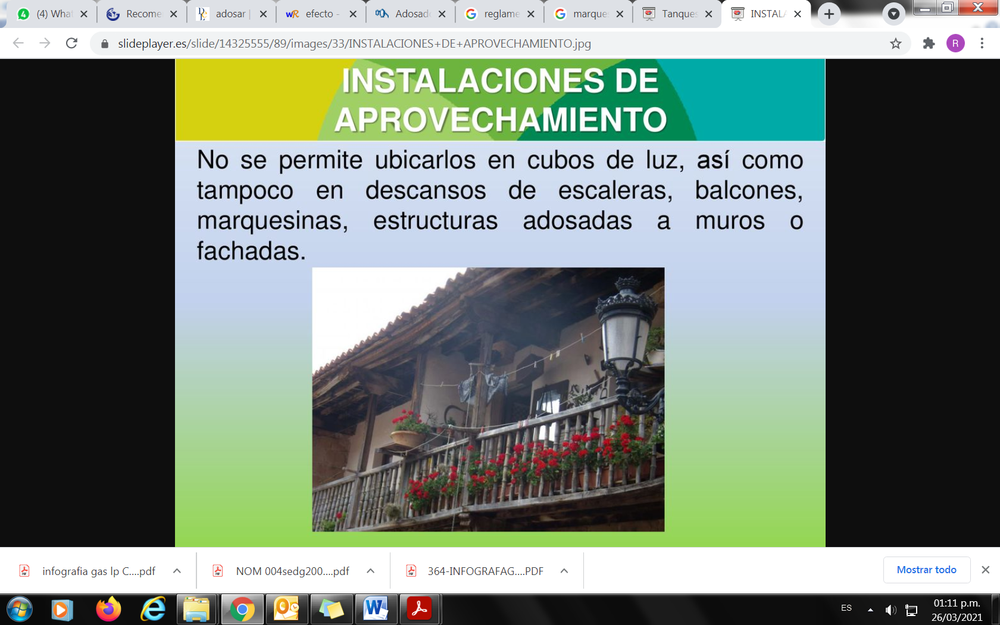 (4) What
Recome
adosar |
efecto -
Adosad
reglame
marques
Tanques
INSTALA
slideplayer.es/slide/14325555/89/images/33/INSTALACIONES+DE+APROVECHAMIENTO.jpg
R
INSTALACIONES DE
APROVECHAMIENTO
No se permite ubicarlos en cubos de luz, así como
tampoco en descansos de escaleras, balcones,
marquesinas, estructuras adosadas a muros o
fachadas.
infografia gas lp C....pdf
NOM 004sedg200....pdf
364-INFOGRAFAG....PDF
Mostrar todo
ES
01:11 p.m.
26/03/2021